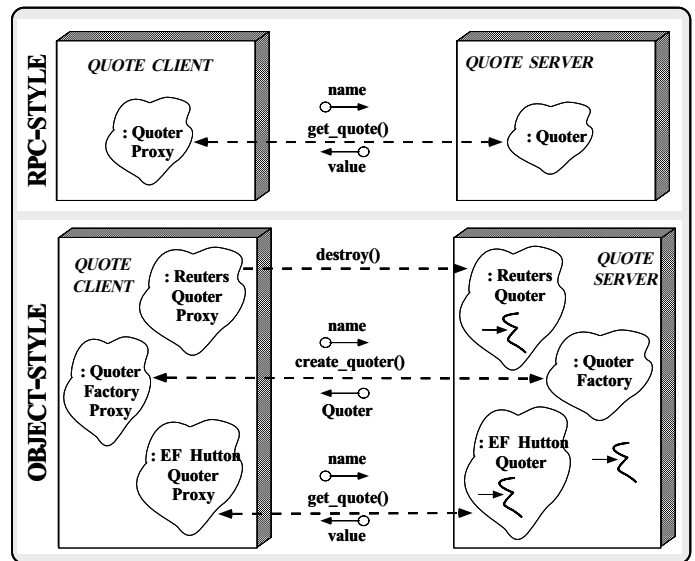 RPC-STYLE
QUOTE CLIENT
: Quoter
Proxy
name
get_quote()
value
QUOTE SERVER
: Quoter
OBJECT-STYLE
QUOTE
CLIENT
: Reuters
Quoter
Proxy
destroy()
: Reuters
Quoter
QUOTE
SERVER
: Quoter
Factory
Proxy
name
create_quoter()
Quoter
: Quoter
Factory
: EF Hutton
Quoter
Proxy
name
get_quote()
value
: EF Hutton
Quoter